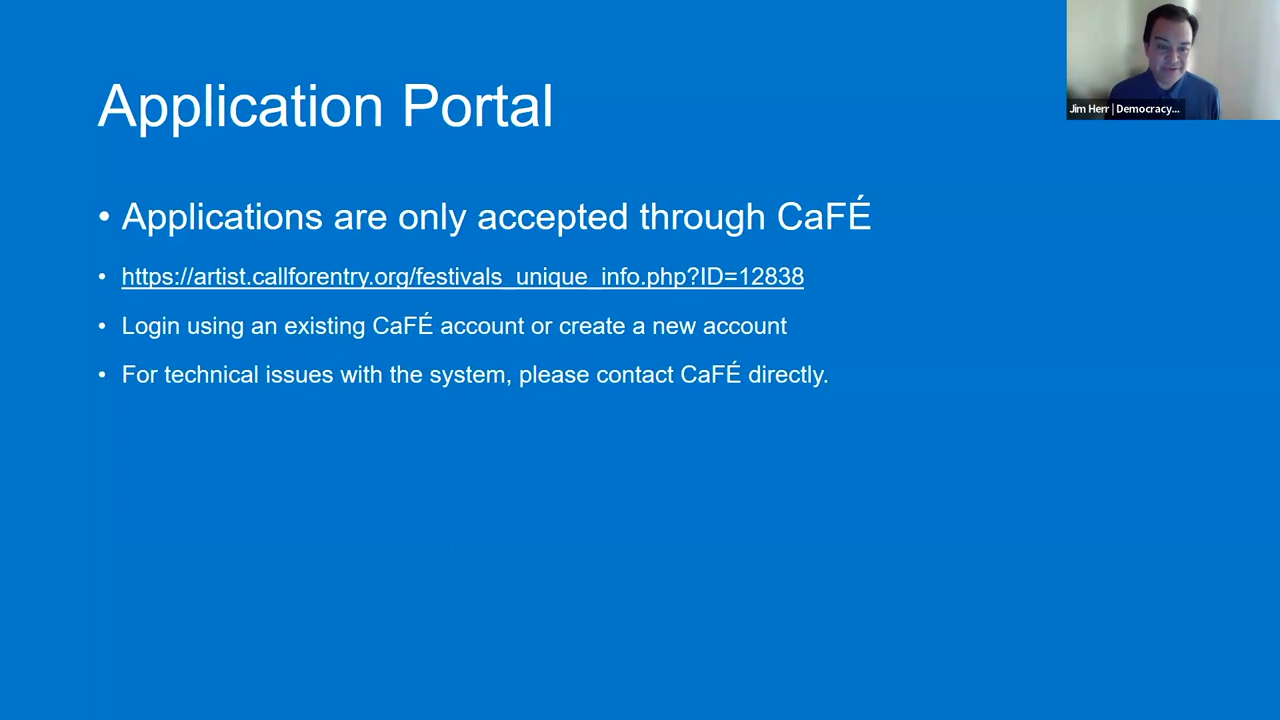 Application Portal
• Applications are only accepted through CaFÉ
• https://artist.callforentry.org/festivals_unique_info.php?ID=12838
• Login using an existing CaFÉ account or create a new account
• For technical issues with the system, please contact CaFÉ directly.
Jim Herr | Democracy...